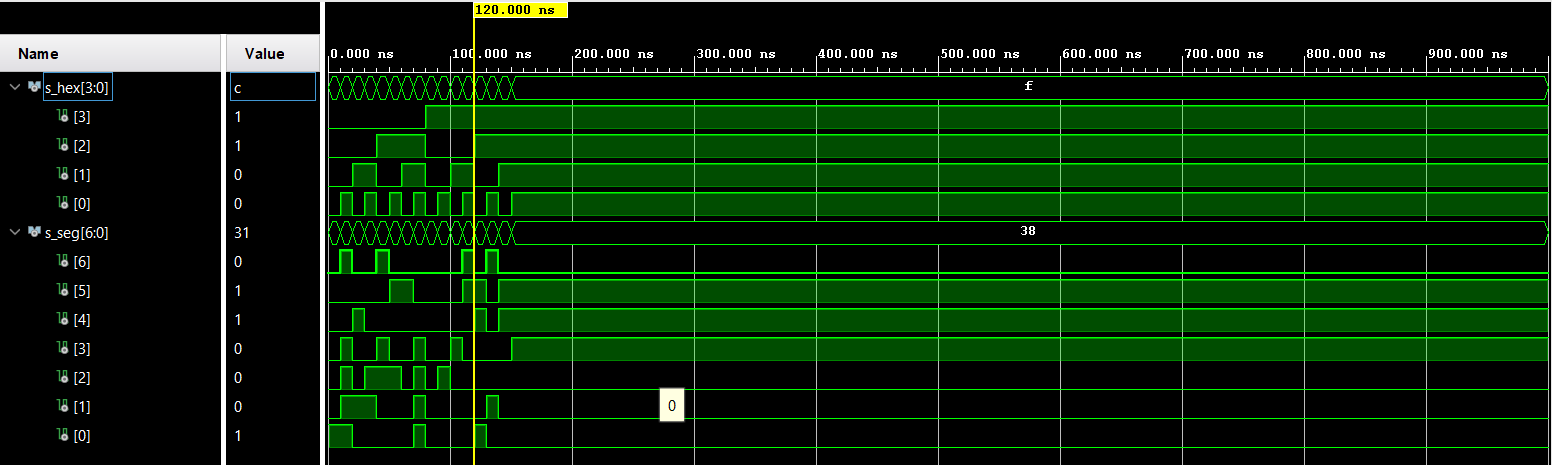 120.000 ns
Name Value 0.000 ns 100.000 ns 200.000 ns 300.000 ns 400.000 ns 500.000 ns 600.000 ns 700.000 ns 800.000 ns 900.000 ns
s_hex[3:0] c f
[3] 1
[2] 1
[1] 0
[0] 0
s_seg[6:0] 31 38
[6] 0
[5] 1
[4] 1
[3] 0
[2] 0
[1] 0 0
[0] 1